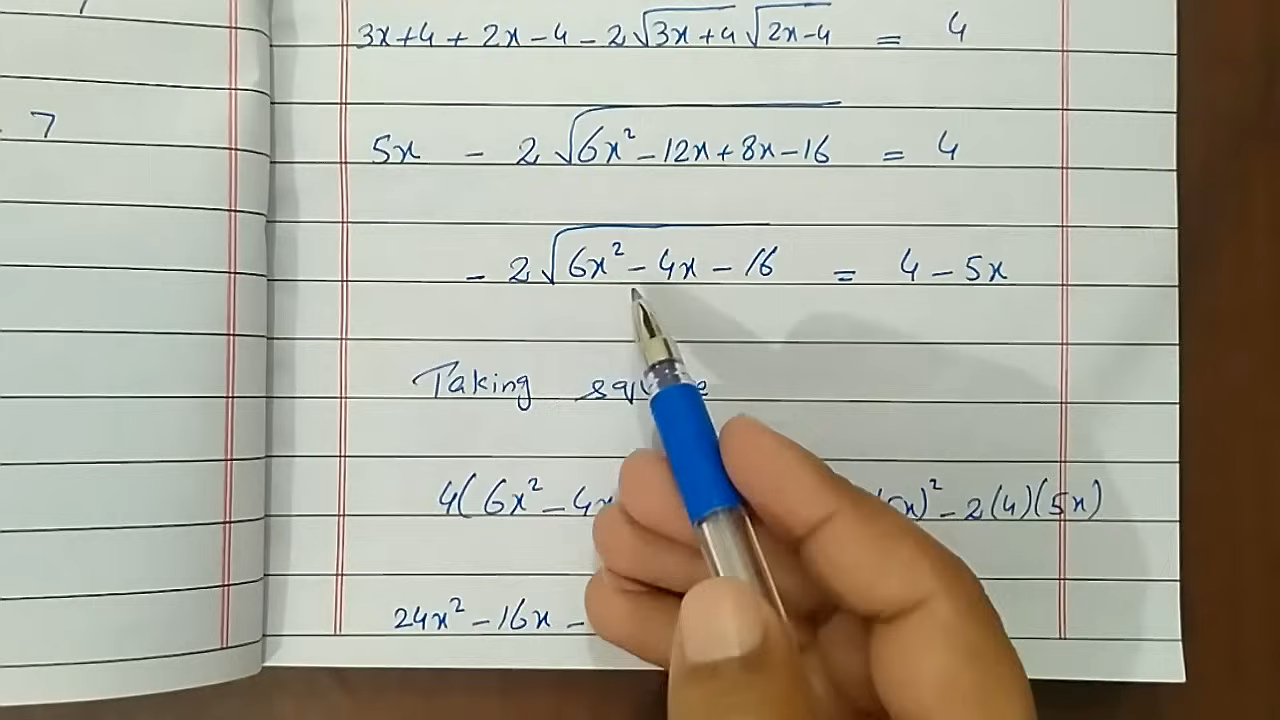 7
3x+4 + 2x-4 - 2√3x+4 √2x-4 = 4
5x - 2√6x²-12x+8x-16 = 4
- 2√6x²-4x-16 = 4-5x
Taking
4(6x²-4x )²-2(4)(5x)
24x²-16x -